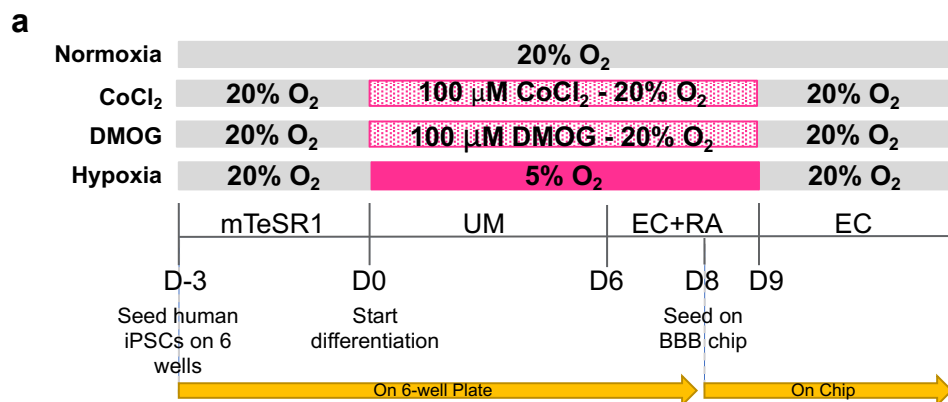 a
Normoxia
20% O₂
CoCl₂
20% O₂
100 μM CoCl₂ - 20% O₂
20% O₂
DMOG
20% O₂
100 μM DMOG - 20% O₂
20% O₂
Hypoxia
20% O₂
5% O₂
20% O₂
mTeSR1
UM
EC+RA
EC
D-3
D0
D6
D8
D9
Seed human
iPSCs on 6
wells
Start
differentiation
Seed on
BBB chip
On 6-well Plate
On Chip